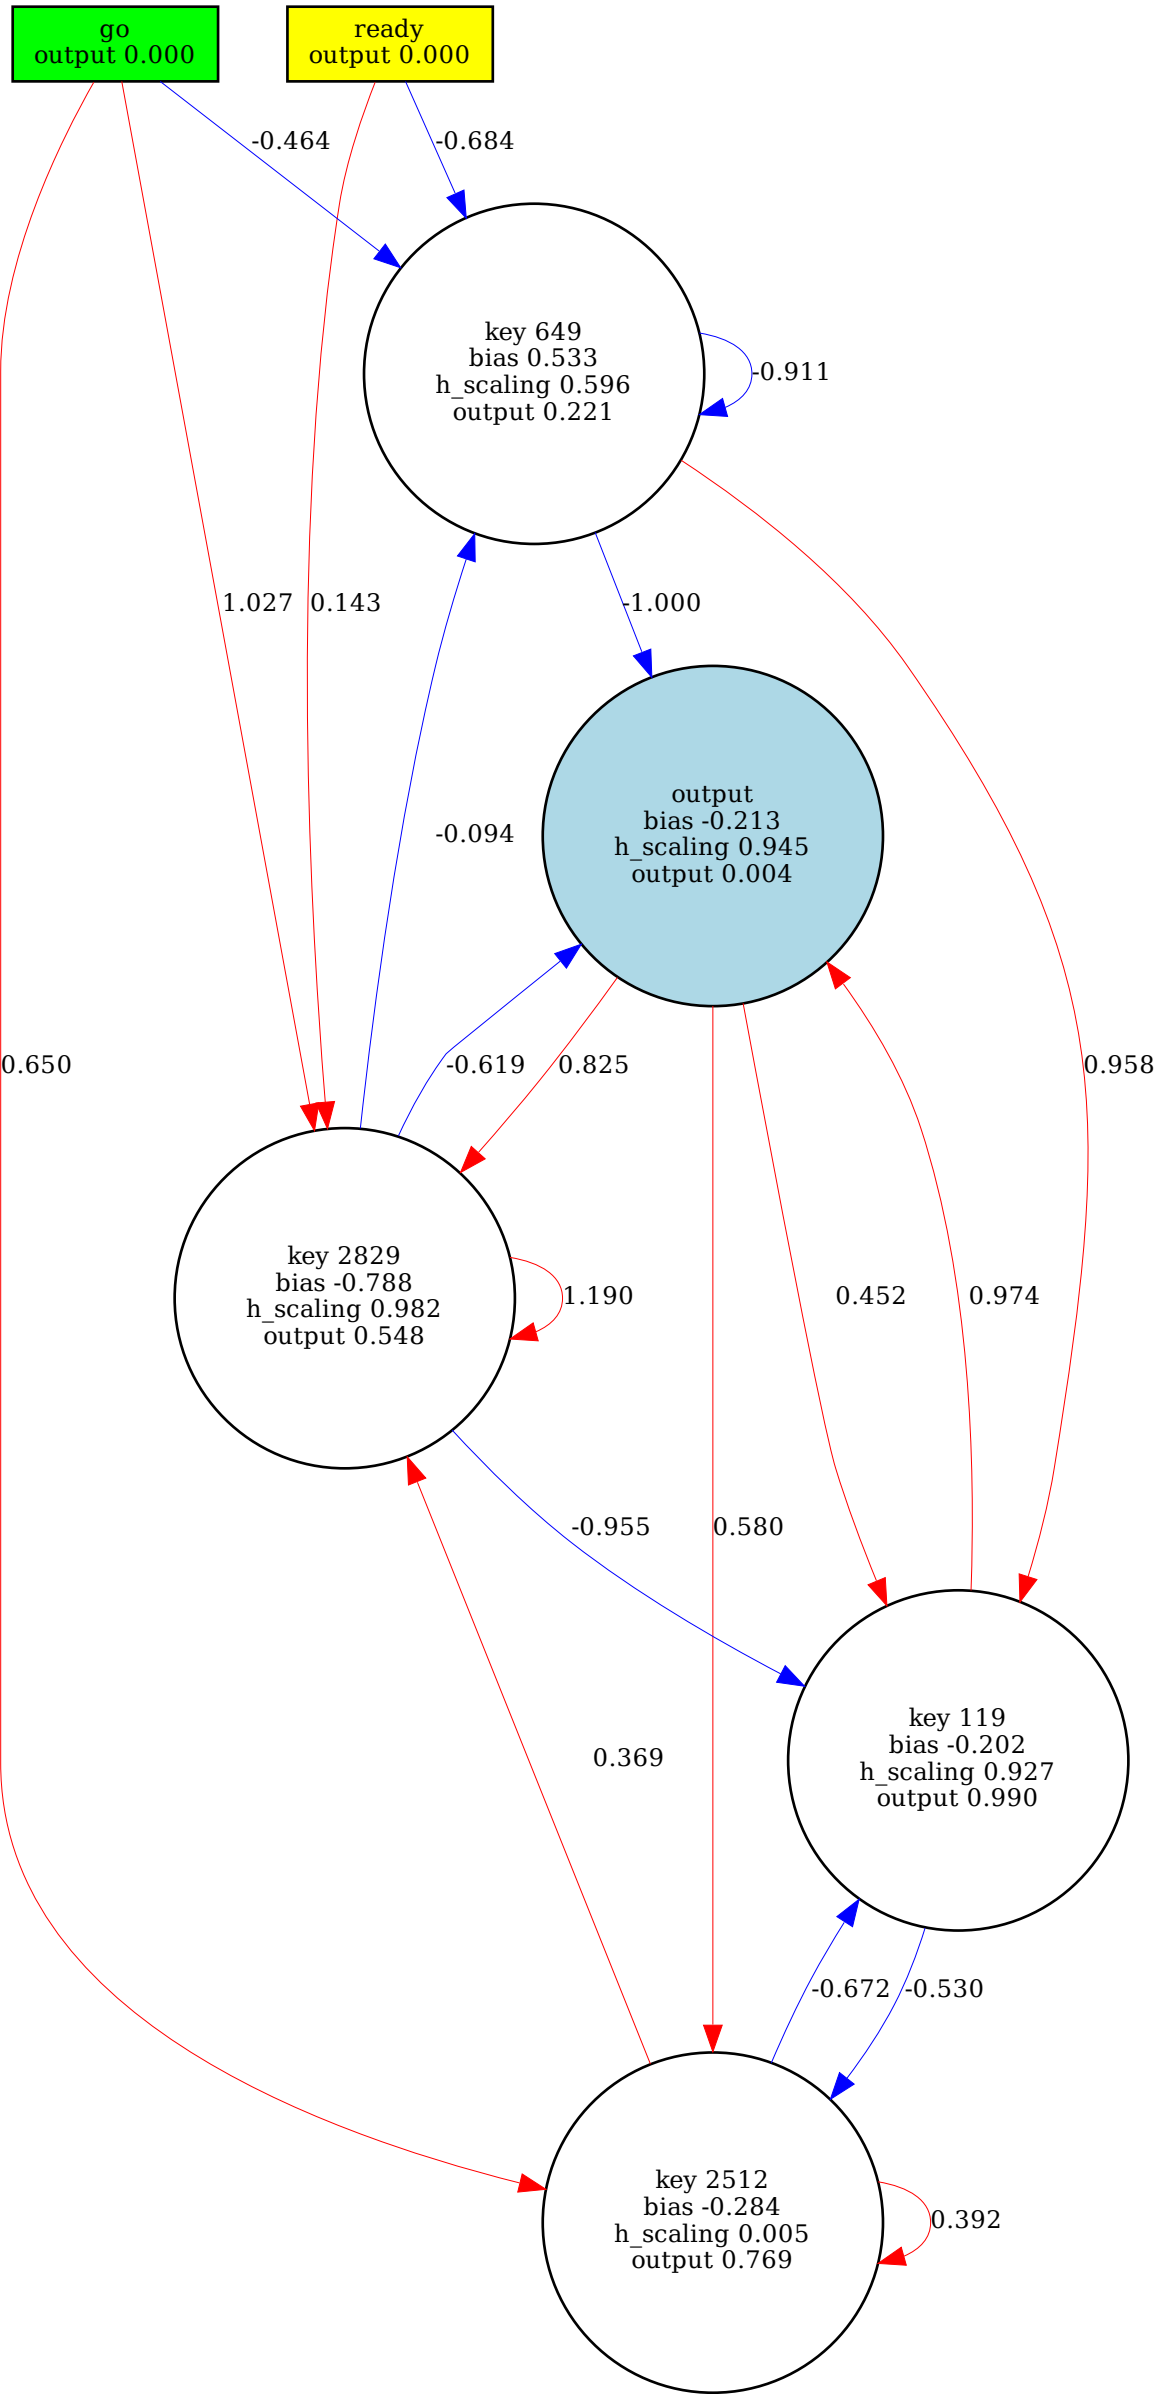 go
output 0.000
ready
output 0.000
-0.464
-0.684
key 649
bias 0.533
h_scaling 0.596
output 0.221
-0.911
1.027
0.143
-1.000
output
bias -0.213
h_scaling 0.945
output 0.004
-0.094
0.650
-0.619
0.825
0.958
key 2829
bias -0.788
h_scaling 0.982
output 0.548
1.190
0.452
0.974
-0.955
0.580
key 119
bias -0.202
h_scaling 0.927
output 0.990
0.369
-0.672
-0.530
key 2512
bias -0.284
h_scaling 0.005
output 0.769
0.392